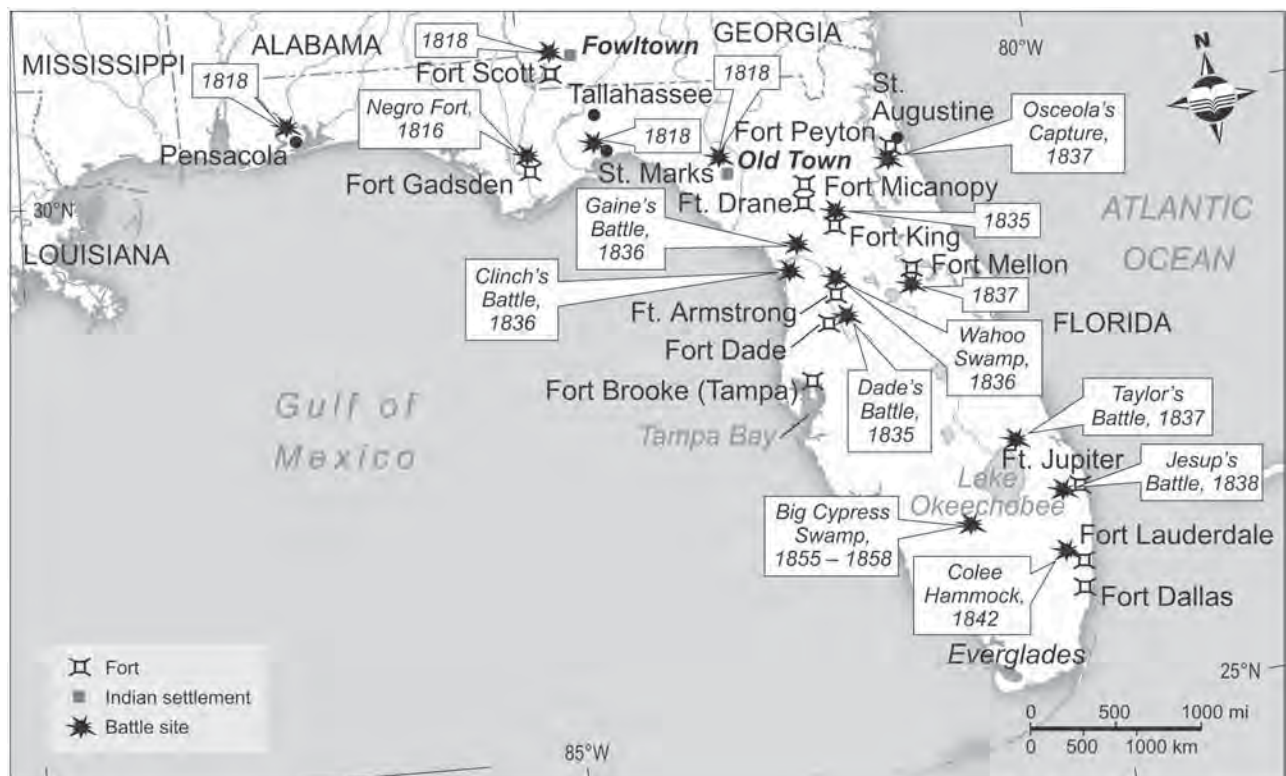 ALABAMA
1818
Fowltown
GEORGIA
80°W
N
MISSISSIPPI
1818
Fort Scott
1818
St.
Augustine
Negro Fort,
1816
Tallahassee
Osceola's
Capture,
1837
Pensacola
1818
Fort Peyton
Old Town
Fort Gadsden
St. Marks
Fort Micanopy
Ft. Drane
30°N
Gaine's
Battle,
1836
1835
ATLANTIC
OCEAN
LOUISIANA
Fort King
Clinch's
Battle,
1836
Fort Mellon
1837
Ft. Armstrong
FLORIDA
Fort Dade
Wahoo
Swamp,
1836
Fort Brooke (Tampa)
Dade's
Battle,
1835
Taylor's
Battle, 1837
Gulf of
Mexico
Tampa Bay
Ft. Jupiter
Jesup's
Battle, 1838
Lake
Okeechobee
Big Cypress
Swamp,
1855 – 1858
Fort Lauderdale
Colee
Hammock,
1842
Fort Dallas
Everglades
25°N
Fort
Indian settlement
Battle site
0 500 1000 mi
0 500 1000 km
85°W